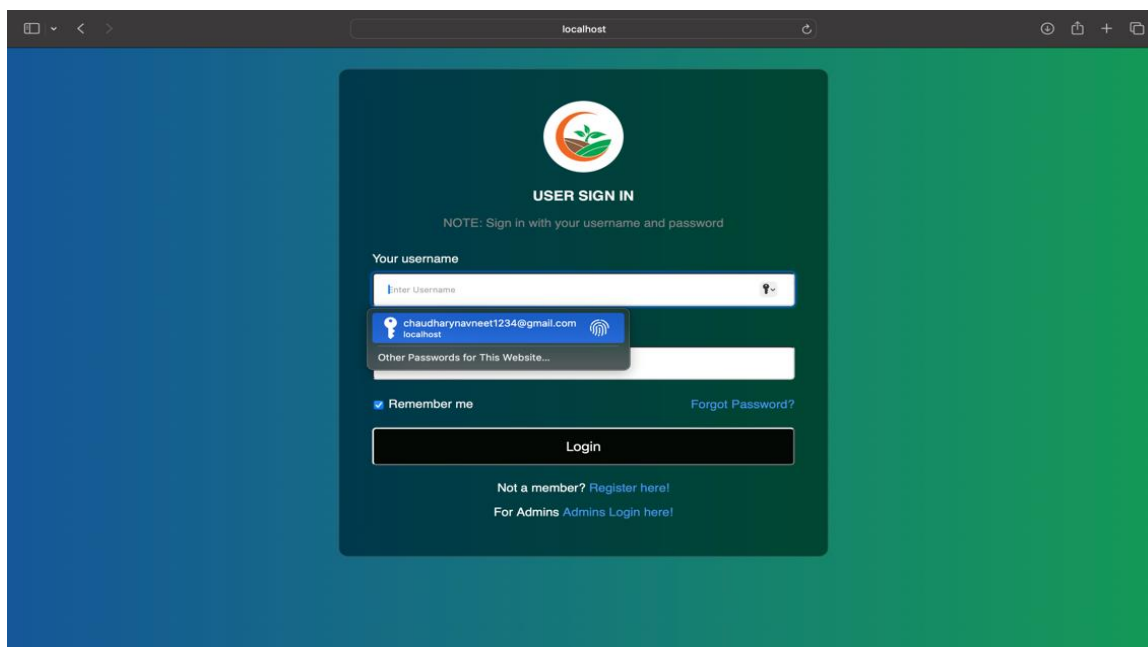 localhost
USER SIGN IN
NOTE: Sign in with your username and password
Your username
Enter Username
chaudharynavneet1234@gmail.com
localhost
Other Passwords for This Website...
Remember me
Forgot Password?
Login
Not a member? Register here!
For Admins Admins Login here!